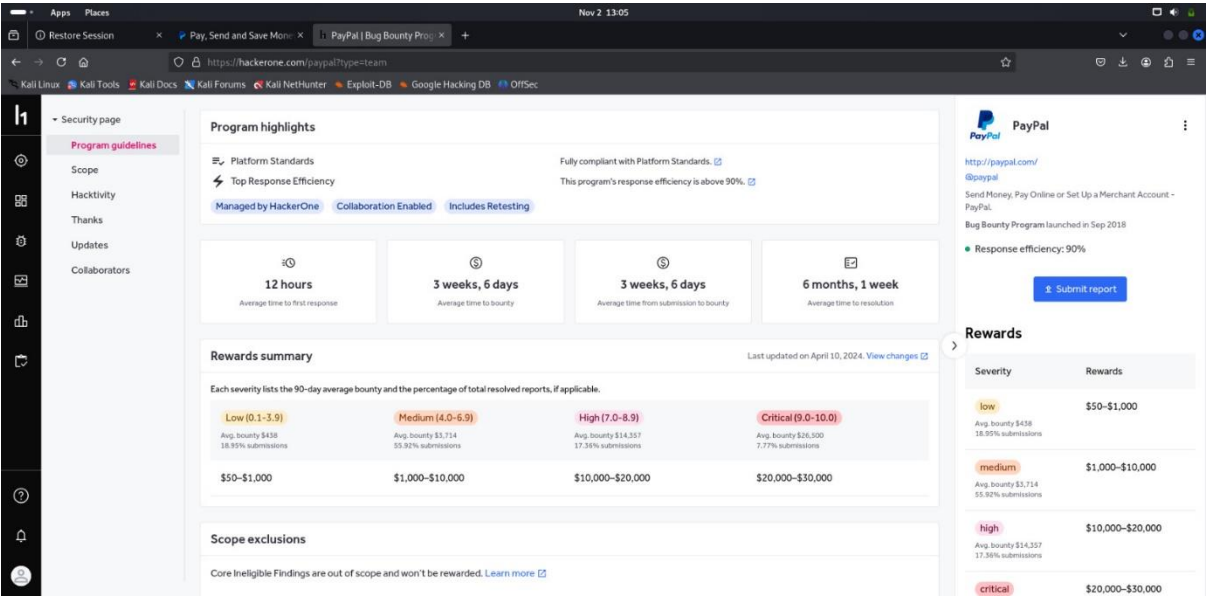 Apps Places Nov 2 13:05
Restore Session × Pay, Send and Save Mone × PayPal | Bug Bounty Prog × +
https://hackerone.com/paypal?type=team
Kali Linux Kali Tools Kali Docs Kali Forums Kali NetHunter Exploit-DB Google Hacking DB OffSec
h1
Security page
Program guidelines
Scope
Hacktivity
Thanks
Updates
Collaborators
Program highlights
Platform Standards Fully compliant with Platform Standards.
Top Response Efficiency This program's response efficiency is above 90%.
Managed by HackerOne Collaboration Enabled Includes Retesting
12 hours 3 weeks, 6 days 3 weeks, 6 days 6 months, 1 week
Average time to first response Average time to bounty Average time from submission to bounty Average time to resolution
Rewards summary Last updated on April 10, 2024. View changes
Each severity lists the 90-day average bounty and the percentage of total resolved reports, if applicable.
Low (0.1-3.9) Medium (4.0-6.9) High (7.0-8.9) Critical (9.0-10.0)
Avg. bounty $438 Avg. bounty $3,714 Avg. bounty $14,357 Avg. bounty $26,500
18.95% submissions 55.92% submissions 17.36% submissions 7.77% submissions
$50–$1,000 $1,000–$10,000 $10,000–$20,000 $20,000–$30,000
Scope exclusions
Core Ineligible Findings are out of scope and won't be rewarded. Learn more
PayPal PayPal
http://paypal.com/
@paypal
Send Money, Pay Online or Set Up a Merchant Account -
PayPal.
Bug Bounty Program launched in Sep 2018
Response efficiency: 90%
Submit report
Rewards
Severity Rewards
low $50–$1,000
Avg. bounty $438
18.95% submissions
medium $1,000–$10,000
Avg. bounty $3,714
55.92% submissions
high $10,000–$20,000
Avg. bounty $14,357
17.36% submissions
critical $20,000–$30,000